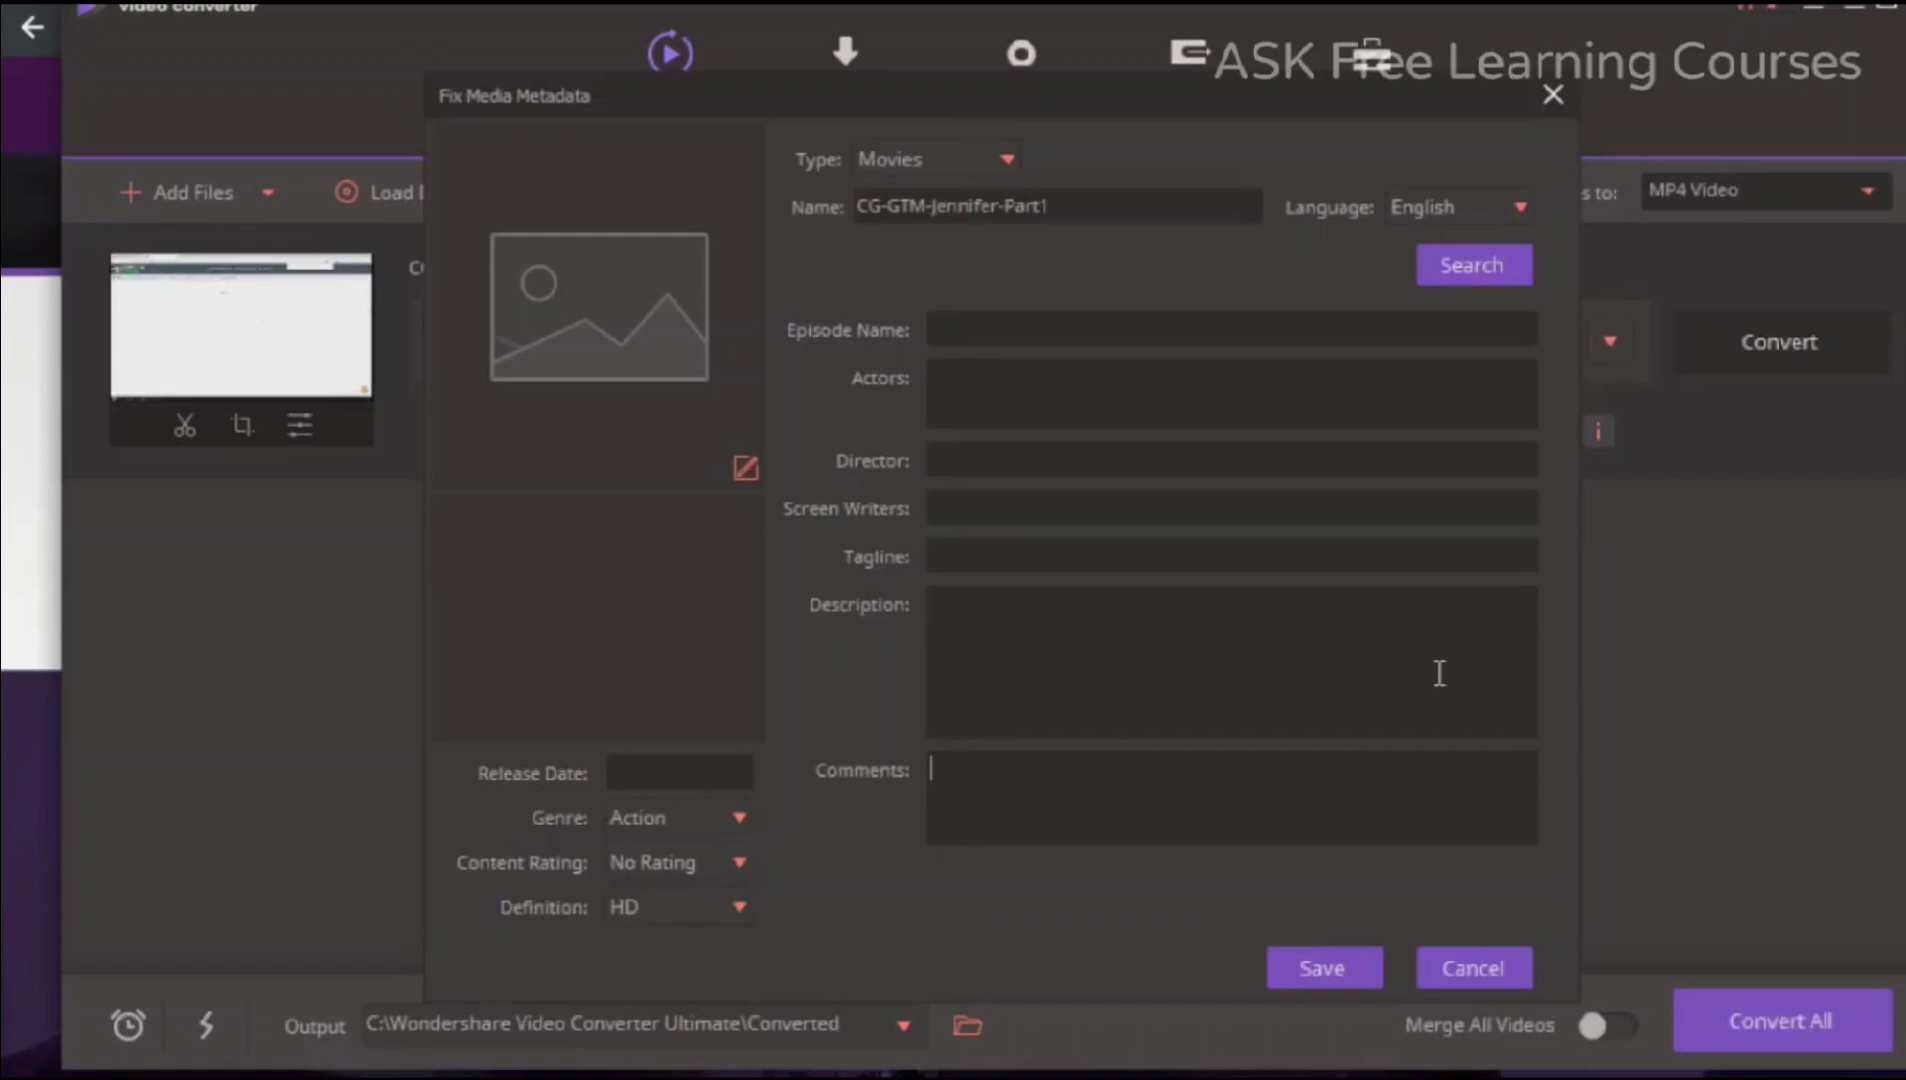 video converter
ASK Free Learning Courses
Fix Media Metadata
Type: Movies
Add Files
Load
Name: CG-GTM-Jennifer-Part1
Language: English
s to: MP4 Video
Search
Episode Name:
Convert
Actors:
Director:
Screen Writers:
Tagline:
Description:
Release Date:
Comments:
Genre: Action
Content Rating: No Rating
Definition: HD
Save
Cancel
Output C:\Wondershare Video Converter Ultimate\Converted
Merge All Videos
Convert All